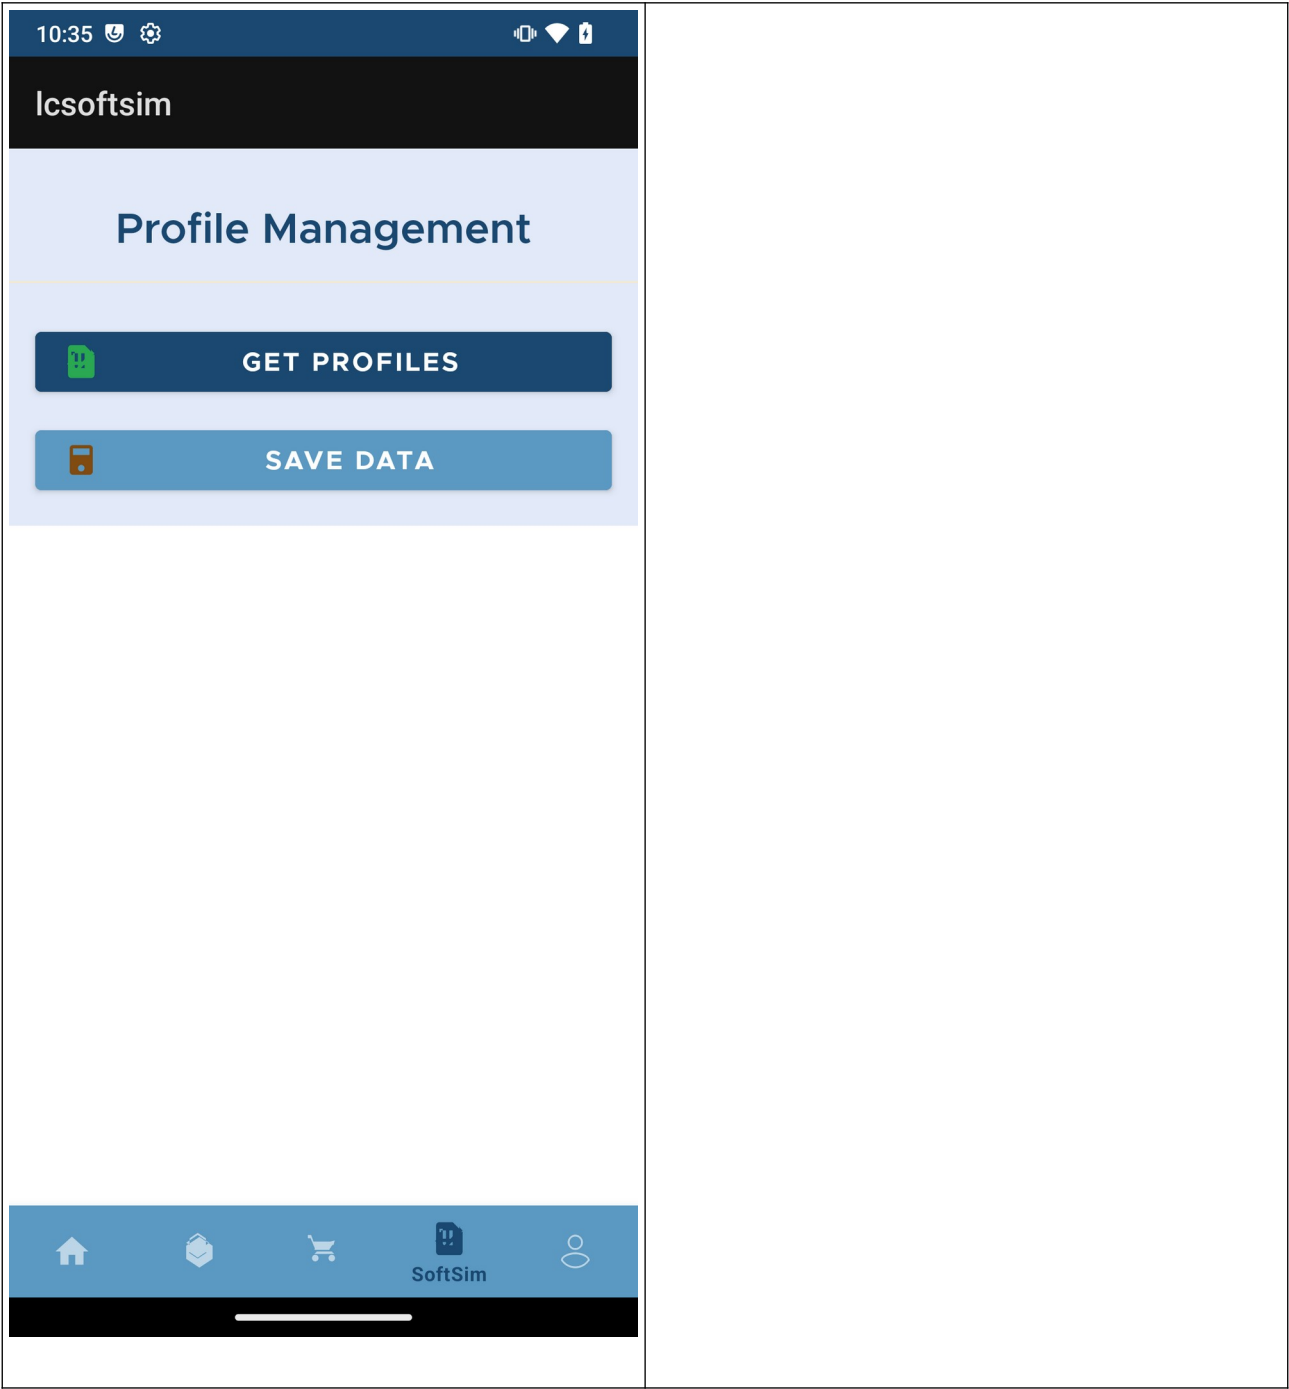 10:35
lcsoftsim
Profile Management
GET PROFILES
SAVE DATA
SoftSim